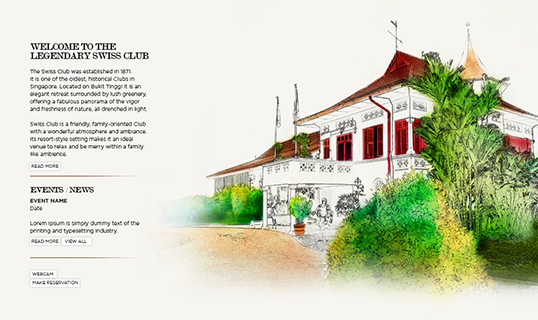 WELCOME TO THE
LEGENDARY SWISS CLUB
The Swiss Club was established in 1871.
It is one of the oldest, historical Clubs in
Singapore. Located on Bukit Tinggi it is an
elegant retreat surrounded by lush greenery,
offering a fabulous panorama of the vigor
and freshness of nature, all drenched in light.
Swiss Club is a friendly, family-oriented Club
with a wonderful atmosphere and ambiance.
Its resort-style setting makes it an ideal
venue to relax and be merry within a family
like ambience.
READ MORE
EVENTS / NEWS
EVENT NAME
Date
Lorem Ipsum is simply dummy text of the
printing and typesetting industry.
READ MORE VIEW ALL
WEBCAM
MAKE RESERVATION